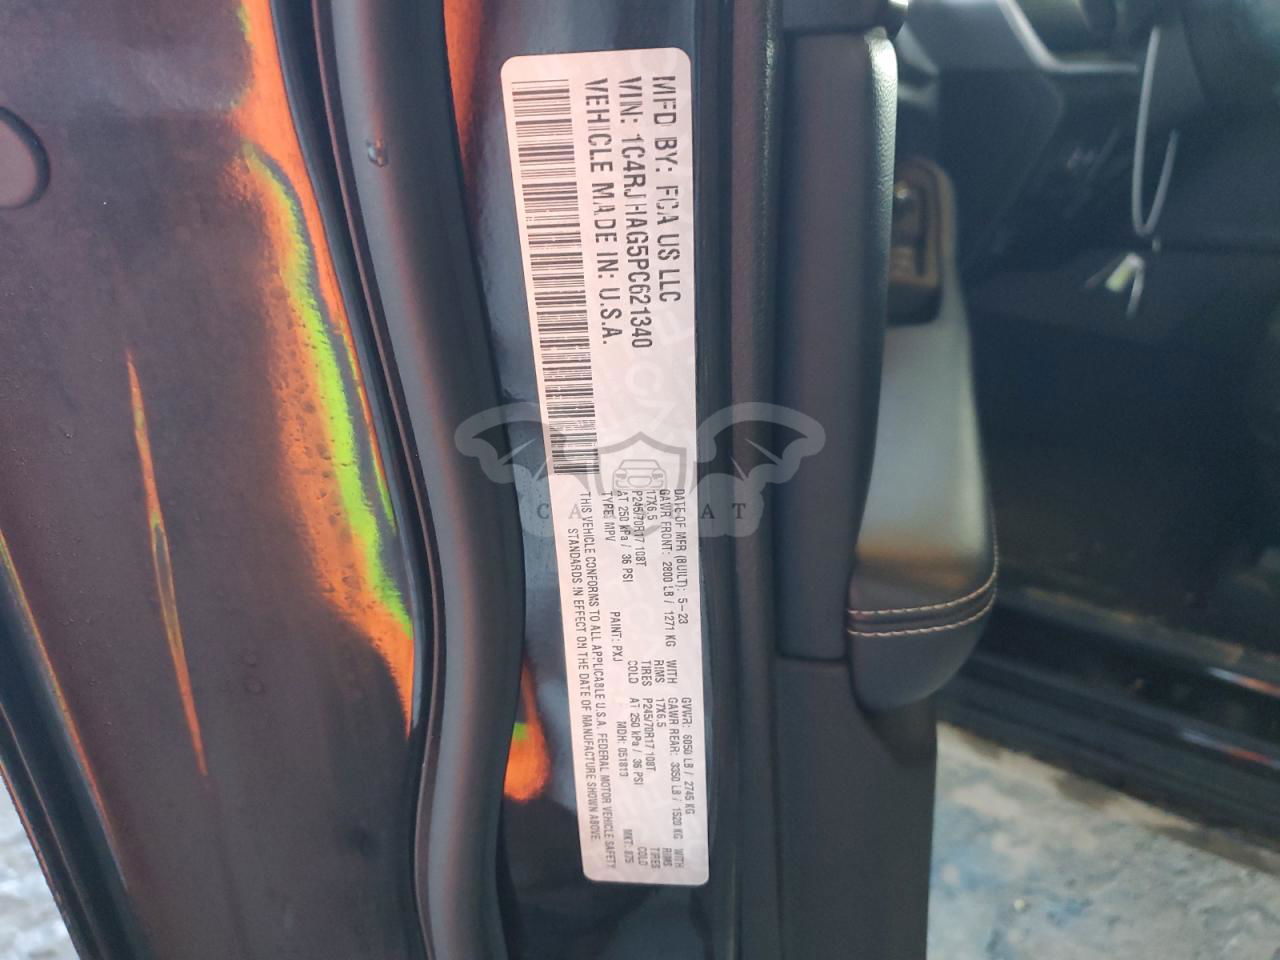 MFD BY: FCA US LLC
VIN: 1C4RJHAG5PC621340
VEHICLE MADE IN: U.S.A.
DATE OF MFR (BUILT): 5-23 GVWR: 6050 LB / 2745 KG
GAWR FRONT: 2800 LB / 1271 KG WITH GAWR REAR: 3350 LB / 1520 KG WITH
17X6.5 RIMS 17X6.5 RIMS
P245/70R17 108T TIRES P245/70R17 108T TIRES
AT 250 kPa / 36 PSI COLD AT 250 kPa / 36 PSI COLD
TYPE: MPV PAINT: PXJ MDH: 051813 MKT: 875
THIS VEHICLE CONFORMS TO ALL APPLICABLE U.S.A. FEDERAL MOTOR VEHICLE SAFETY
STANDARDS IN EFFECT ON THE DATE OF MANUFACTURE SHOWN ABOVE.